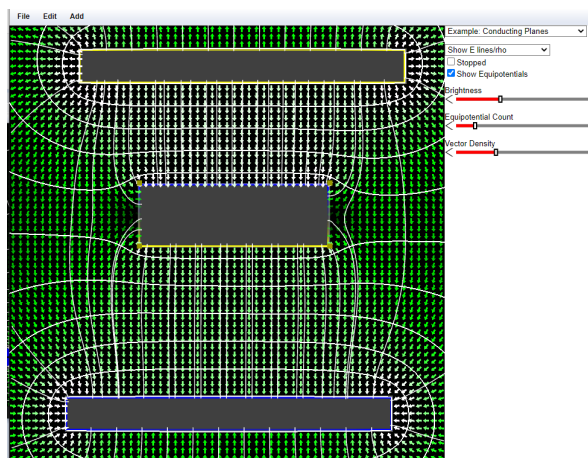 File Edit Add
Example: Conducting Planes
Show E lines/rho
Stopped
Show Equipotentials
Brightness
Equipotential Count
Vector Density